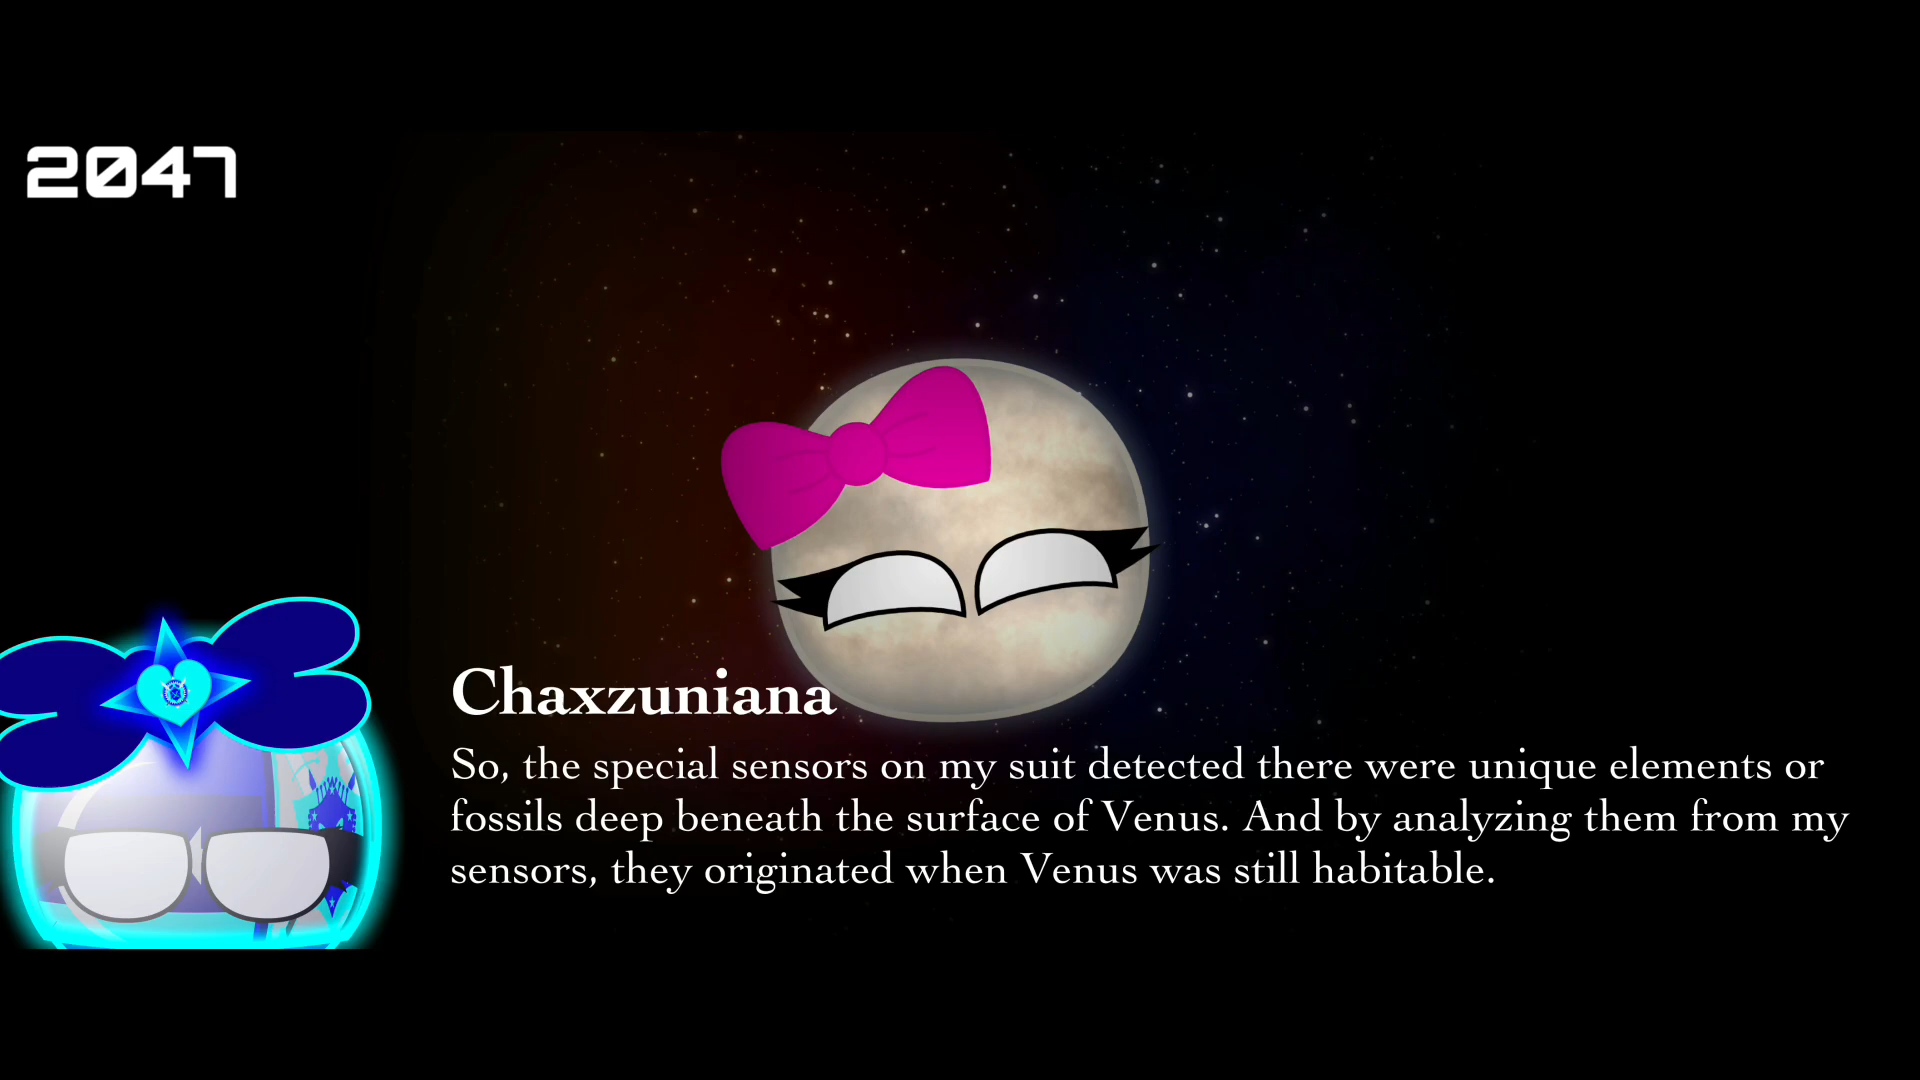 2047
Chaxzuniana
So, the special sensors on my suit detected there were unique elements or
fossils deep beneath the surface of Venus. And by analyzing them from my
sensors, they originated when Venus was still habitable.